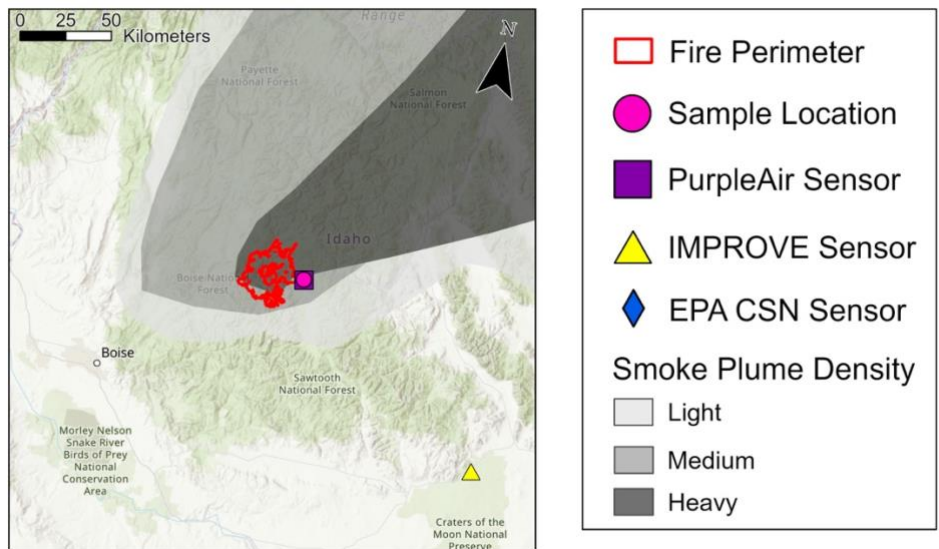 0 25 50
Kilometers
Range
N
Payette
National Forest
Salmon
National Forest
Idaho
Boise Natio
Forest
Boise
Sawtooth
National Forest
Morley Nelson
Snake River
Birds of Prey
National
Conservation
Area
Craters of the
Moon National
Preserve
Fire Perimeter
Sample Location
PurpleAir Sensor
IMPROVE Sensor
EPA CSN Sensor
Smoke Plume Density
Light
Medium
Heavy